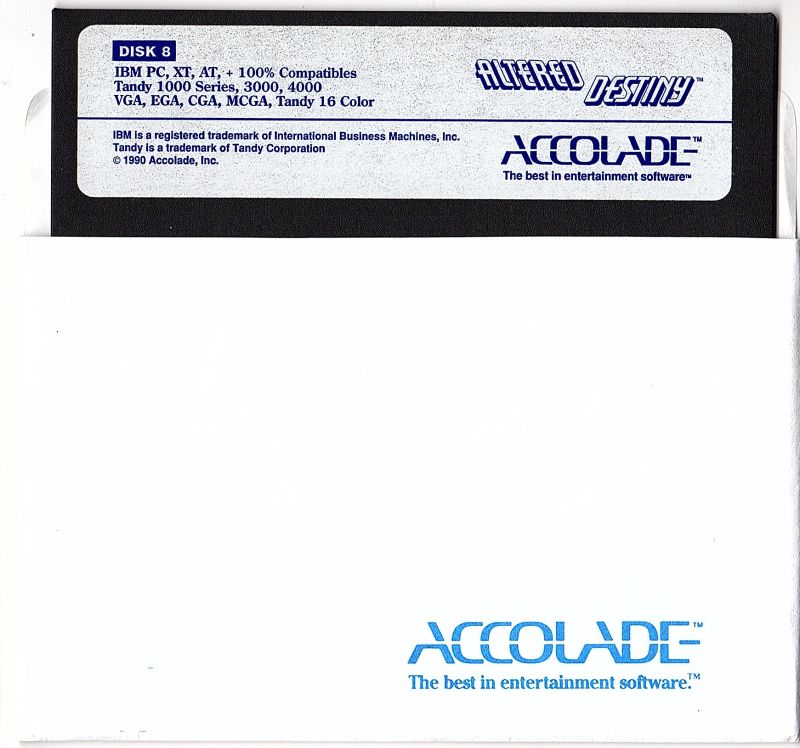 DISK 8
IBM PC, XT, AT, + 100% Compatibles
Tandy 1000 Series, 3000, 4000
VGA, EGA, CGA, MCGA, Tandy 16 Color
ALTERED DESTINY™
IBM is a registered trademark of International Business Machines, Inc.
Tandy is a trademark of Tandy Corporation
© 1990 Accolade, Inc.
ACCOLADE™
The best in entertainment software™
ACCOLADE™
The best in entertainment software.™